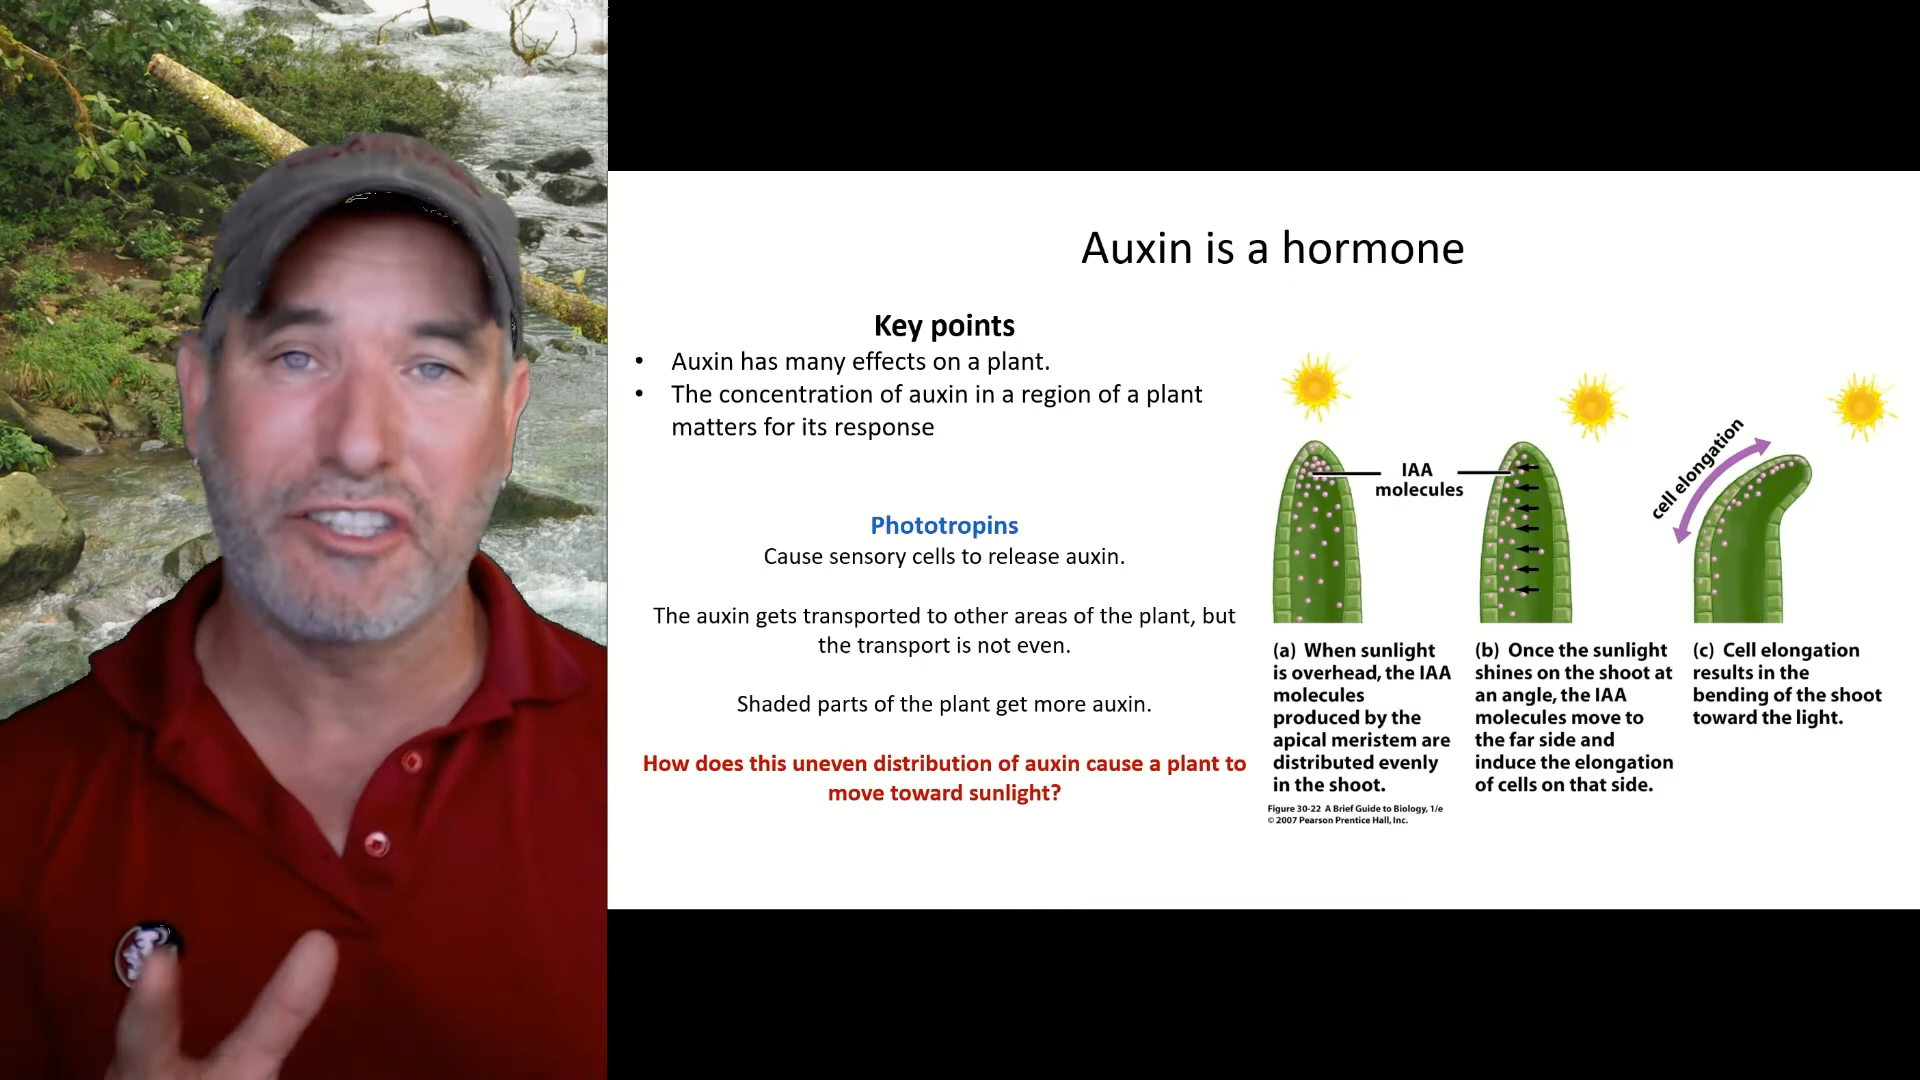 Auxin is a hormone
Key points
• Auxin has many effects on a plant.
• The concentration of auxin in a region of a plant
matters for its response
Phototropins
Cause sensory cells to release auxin.
The auxin gets transported to other areas of the plant, but
the transport is not even.
Shaded parts of the plant get more auxin.
How does this uneven distribution of auxin cause a plant to
move toward sunlight?
IAA
molecules
cell elongation
(a) When sunlight
is overhead, the IAA
molecules
produced by the
apical meristem are
distributed evenly
in the shoot.
(b) Once the sunlight
shines on the shoot at
an angle, the IAA
molecules move to
the far side and
induce the elongation
of cells on that side.
(c) Cell elongation
results in the
bending of the shoot
toward the light.
Figure 30-22 A Brief Guide to Biology, 1/e
© 2007 Pearson Prentice Hall, Inc.